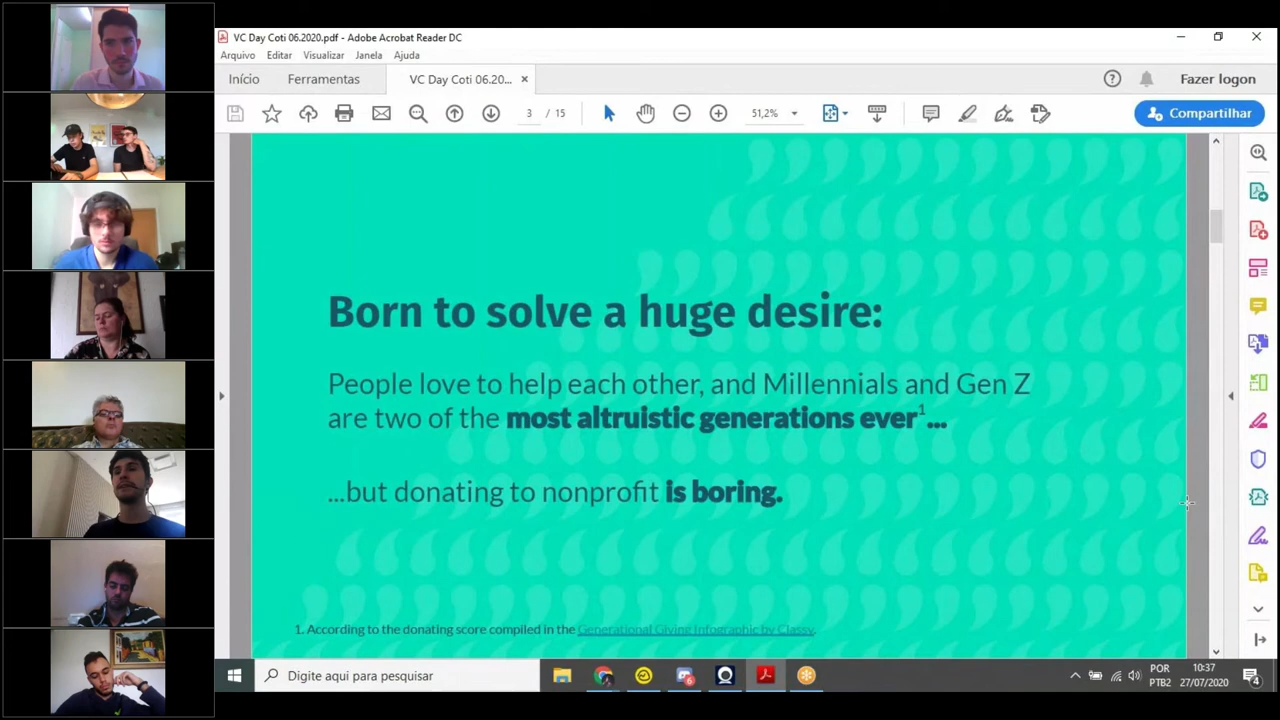 VC Day Coti 06.2020.pdf - Adobe Acrobat Reader DC
Arquivo Editar Visualizar Janela Ajuda
Início Ferramentas VC Day Coti 06.20... Fazer logon
3 / 15 51,2% Compartilhar
Born to solve a huge desire:
People love to help each other, and Millennials and Gen Z
are two of the most altruistic generations ever1...
...but donating to nonprofit is boring.
1. According to the donating score compiled in the Generational Giving Infographic by Classy.
Digite aqui para pesquisar
POR 10:37
PTB2 27/07/2020
6
4